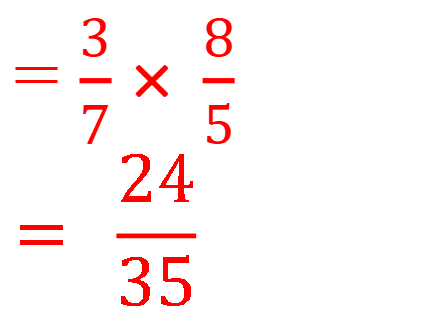 = 3/7 × 8/5
= 24/35